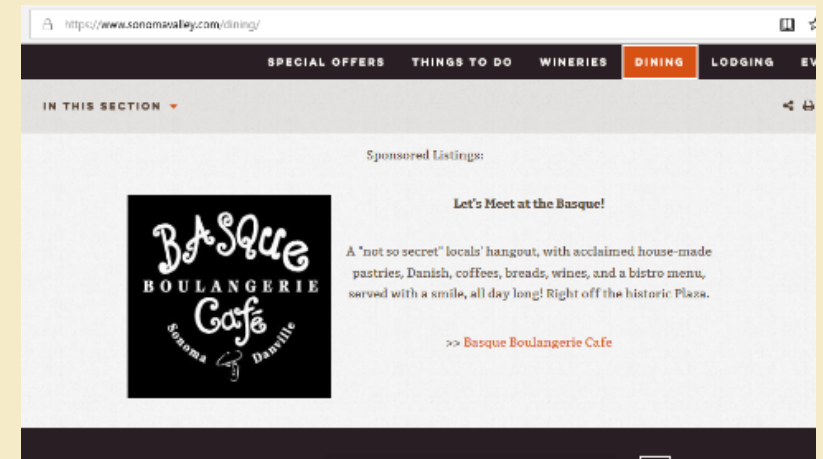 https://www.sonomavalley.com/dining/
SPECIAL OFFERS THINGS TO DO WINERIES DINING LODGING EV
IN THIS SECTION
Sponsored Listings:
Let's Meet at the Basque!
A "not so secret" locals' hangout, with acclaimed house-made
pastries, Danish, coffees, breads, wines, and a bistro menu,
served with a smile, all day long! Right off the historic Plaza.
>> Basque Boulangerie Cafe
BASQUE
BOULANGERIE
Café
Sonoma Danville